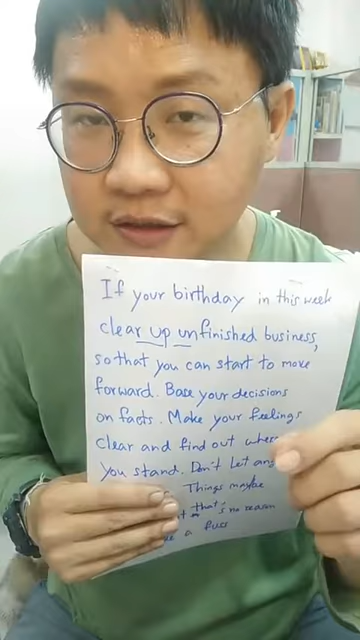 If your birthday in this week
clear up unfinished business,
so that you can start to move
forward. Base your decisions
on facts. Make your feelings
clear and find out where
you stand. Don't let
Things maybe
that's no reason
a fuss